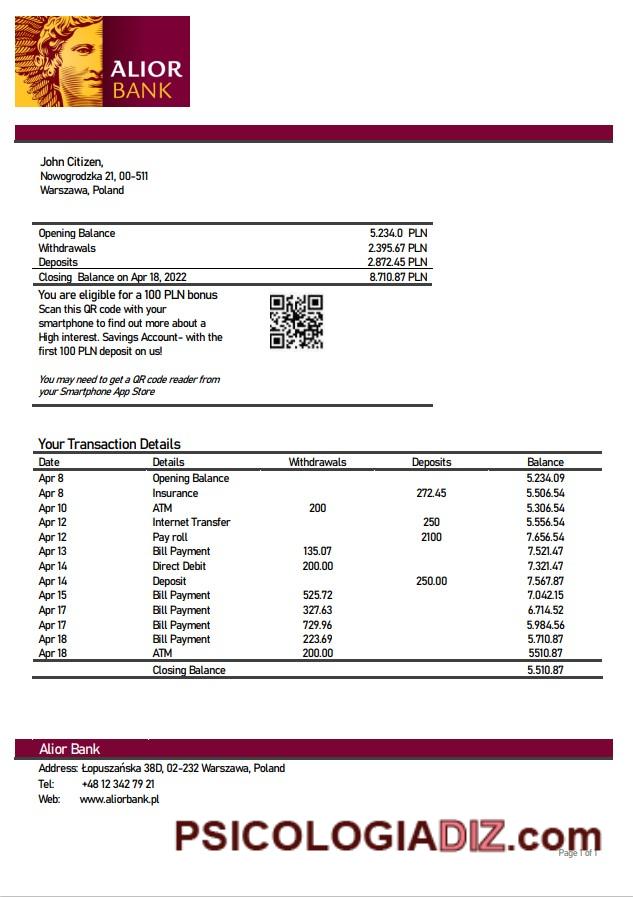 ALIOR
BANK
John Citizen,
Nowogrodzka 21, 00-511
Warszawa, Poland
Opening Balance 5.234.0 PLN
Withdrawals 2.395.67 PLN
Deposits 2.872.45 PLN
Closing Balance on Apr 18, 2022 8.710.87 PLN
You are eligible for a 100 PLN bonus
Scan this QR code with your
smartphone to find out more about a
High interest. Savings Account- with the
first 100 PLN deposit on us!
You may need to get a QR code reader from
your Smartphone App Store
Your Transaction Details
Date Details Withdrawals Deposits Balance
Apr 8 Opening Balance 5.234.09
Apr 8 Insurance 272.45 5.506.54
Apr 10 ATM 200 5.306.54
Apr 12 Internet Transfer 250 5.556.54
Apr 12 Pay roll 2100 7.656.54
Apr 13 Bill Payment 135.07 7.521.47
Apr 14 Direct Debit 200.00 7.321.47
Apr 14 Deposit 250.00 7.567.87
Apr 15 Bill Payment 525.72 7.042.15
Apr 17 Bill Payment 327.63 6.714.52
Apr 17 Bill Payment 729.96 5.984.56
Apr 18 Bill Payment 223.69 5.710.87
Apr 18 ATM 200.00 5510.87
Closing Balance 5.510.87
Alior Bank
Address: Łopuszańska 38D, 02-232 Warszawa, Poland
Tel: +48 12 342 79 21
Web: www.aliorbank.pl
PSICOLOGIADIZ.com
Page 1 of 1